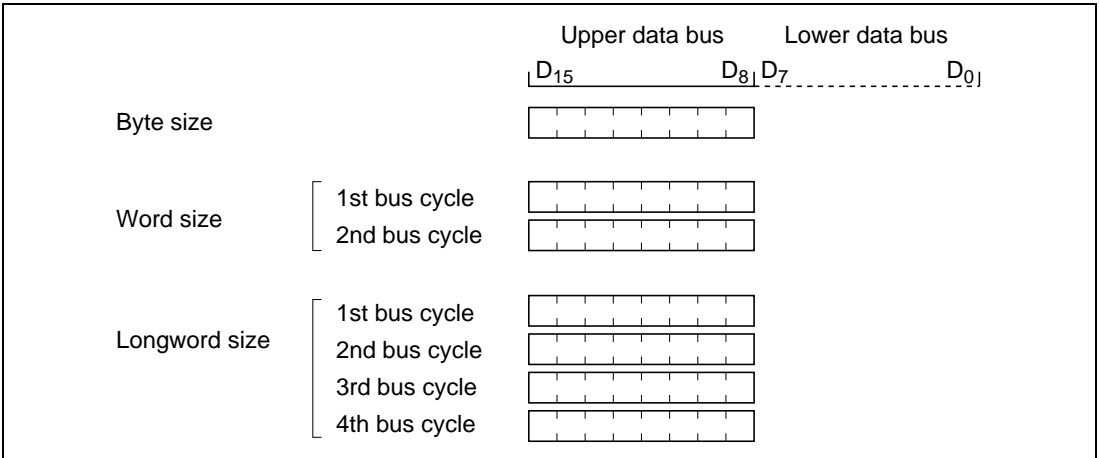 Upper data bus Lower data bus
D15 D8 D7 D0
Byte size
Word size
1st bus cycle
2nd bus cycle
Longword size
1st bus cycle
2nd bus cycle
3rd bus cycle
4th bus cycle